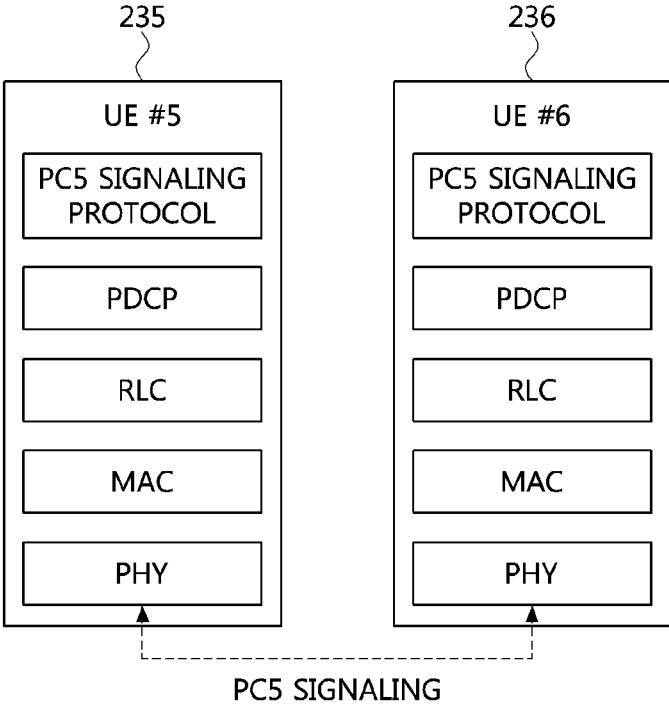 235
236
UE #5
UE #6
PC5 SIGNALING
PROTOCOL
PC5 SIGNALING
PROTOCOL
PDCP
PDCP
RLC
RLC
MAC
MAC
PHY
PHY
PC5 SIGNALING